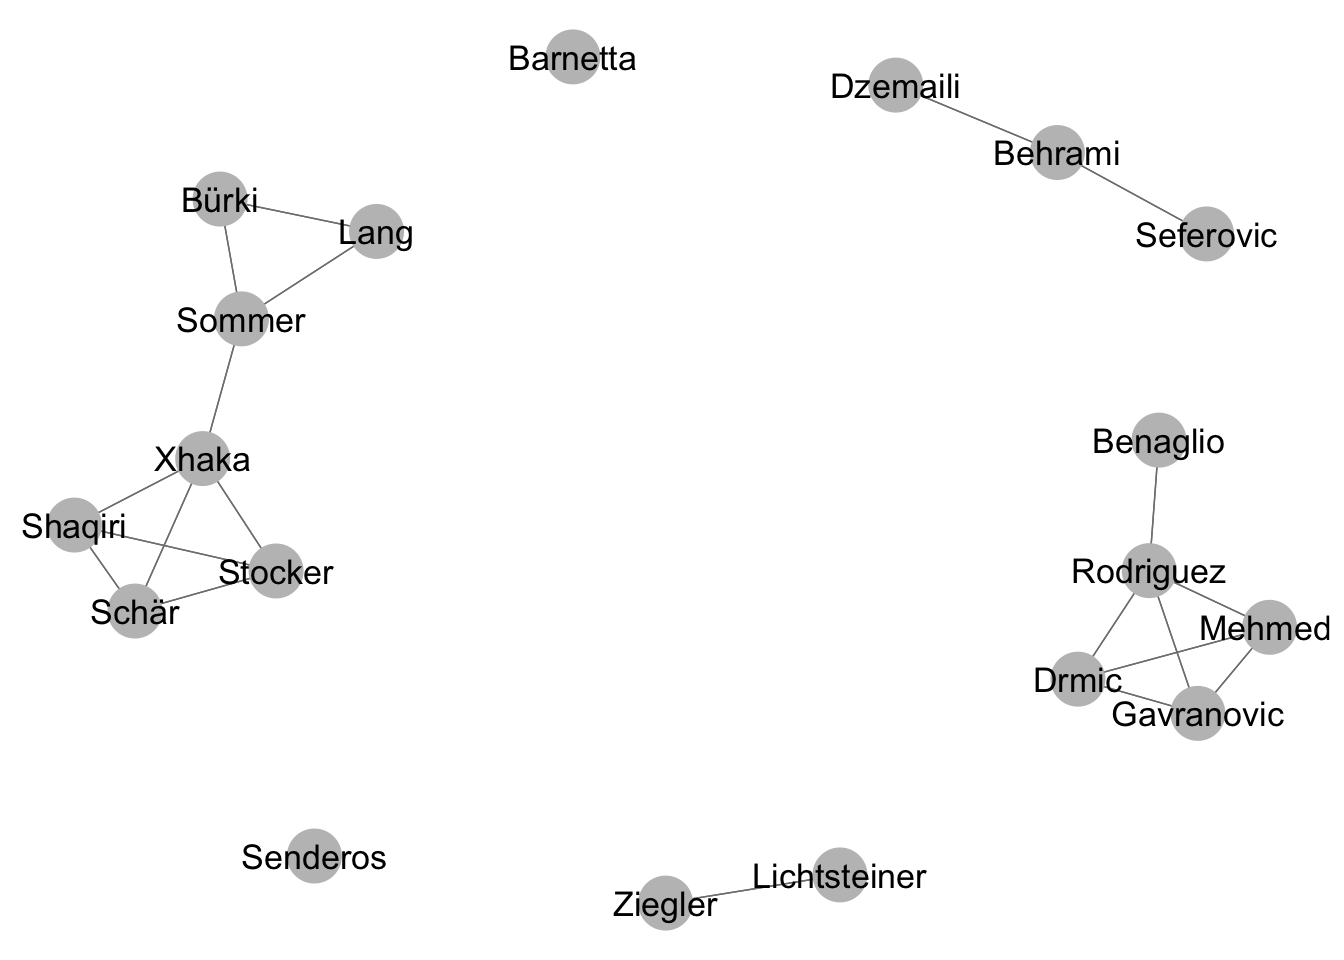 Barnetta
Dzemaili
Behrami
Bürki
Lang
Seferovic
Sommer
Xhaka
Benaglio
Shaqiri
Stocker
Rodriguez
Schär
Mehmed
Drmic
Gavranovic
Senderos
Lichtsteiner
Ziegler